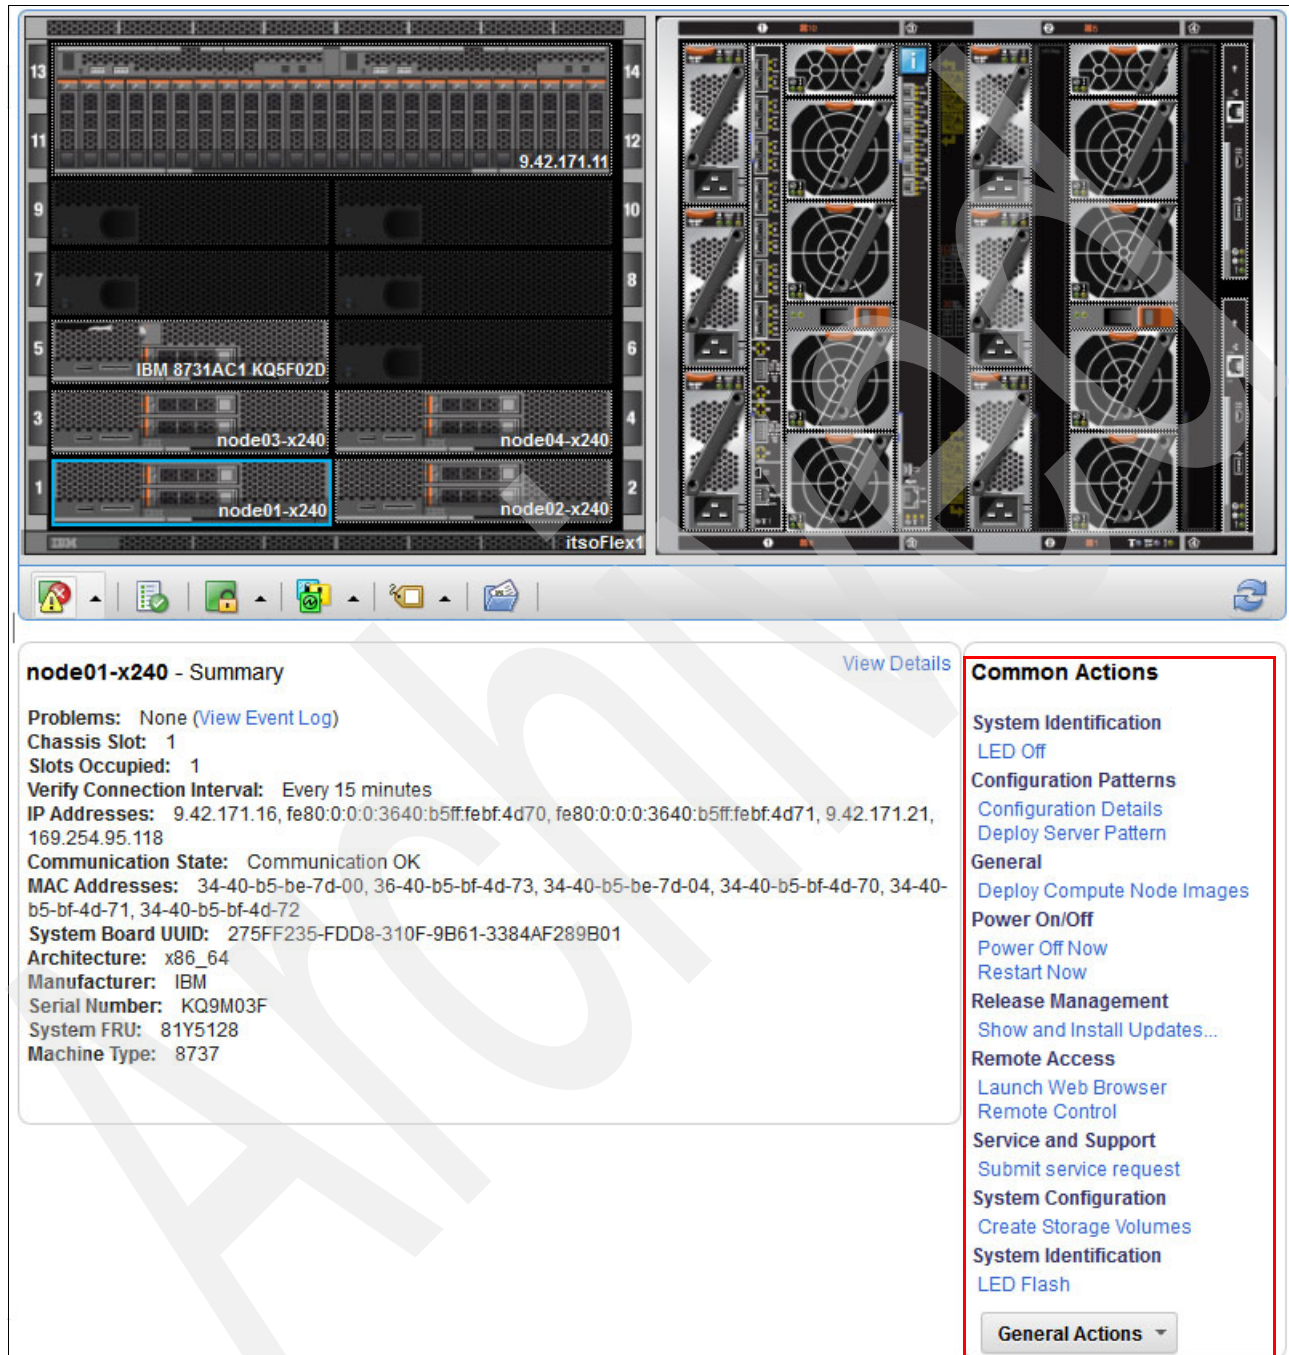 13
14
11
12
9.42.171.11
9
10
7
8
5
6
IBM 8731AC1 KQ5F02D
3
4
node03-x240
node04-x240
1
2
node01-x240
node02-x240
IBM
itsoFlex1
node01-x240 - Summary
View Details
Problems: None (View Event Log)
Chassis Slot: 1
Slots Occupied: 1
Verify Connection Interval: Every 15 minutes
IP Addresses: 9.42.171.16, fe80:0:0:0:3640:b5ff:febf:4d70, fe80:0:0:0:3640:b5ff:febf:4d71, 9.42.171.21,
169.254.95.118
Communication State: Communication OK
MAC Addresses: 34-40-b5-be-7d-00, 36-40-b5-bf-4d-73, 34-40-b5-be-7d-04, 34-40-b5-bf-4d-70, 34-40-
b5-bf-4d-71, 34-40-b5-bf-4d-72
System Board UUID: 275FF235-FDD8-310F-9B61-3384AF289B01
Architecture: x86_64
Manufacturer: IBM
Serial Number: KQ9M03F
System FRU: 81Y5128
Machine Type: 8737
Common Actions
System Identification
LED Off
Configuration Patterns
Configuration Details
Deploy Server Pattern
General
Deploy Compute Node Images
Power On/Off
Power Off Now
Restart Now
Release Management
Show and Install Updates...
Remote Access
Launch Web Browser
Remote Control
Service and Support
Submit service request
System Configuration
Create Storage Volumes
System Identification
LED Flash
General Actions
Archived